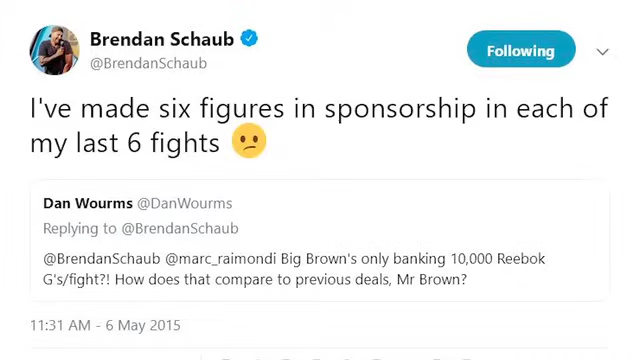 Brendan Schaub
@BrendanSchaub
Following
I've made six figures in sponsorship in each of
my last 6 fights 😕
Dan Wourms @DanWourms
Replying to @BrendanSchaub
@BrendanSchaub @marc_raimondi Big Brown's only banking 10,000 Reebok
G's/fight?! How does that compare to previous deals, Mr Brown?
11:31 AM - 6 May 2015